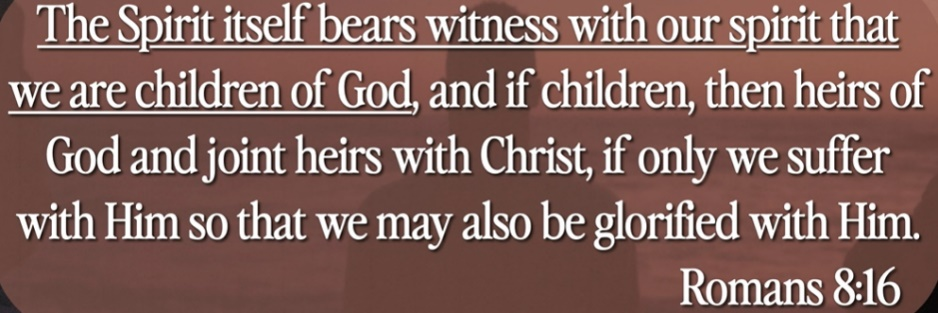 The Spirit itself bears witness with our spirit that
we are children of God, and if children, then heirs of
God and joint heirs with Christ, if only we suffer
with Him so that we may also be glorified with Him.
Romans 8:16